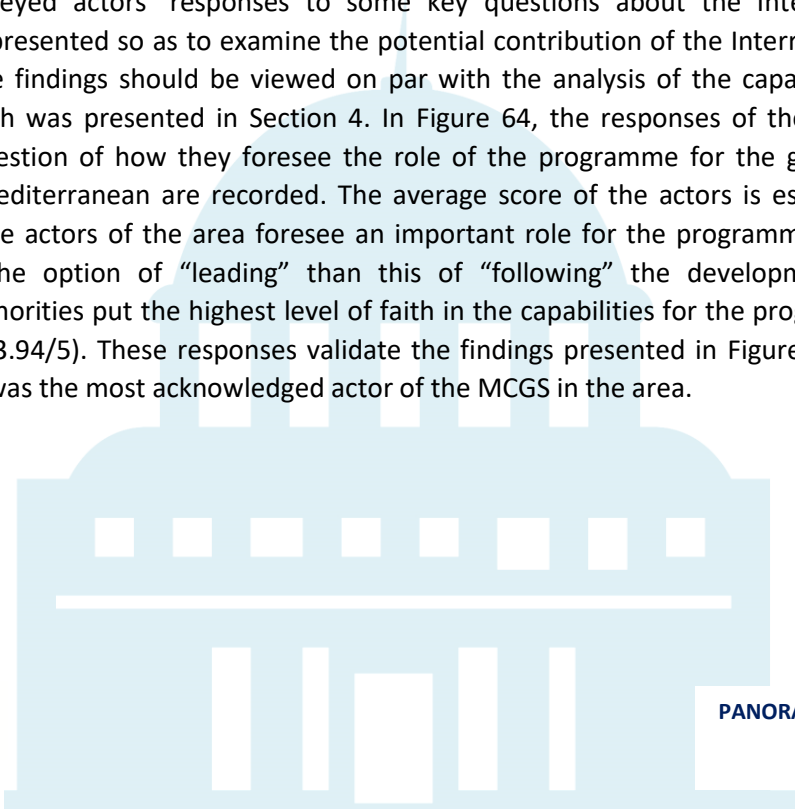 eyed actors' responses to some key questions about the Inte
presented so as to examine the potential contribution of the Interr
e findings should be viewed on par with the analysis of the capa
h was presented in Section 4. In Figure 64, the responses of the
estion of how they foresee the role of the programme for the g
editerranean are recorded. The average score of the actors is es
e actors of the area foresee an important role for the programm
he option of “leading” than this of “following” the developm
orities put the highest level of faith in the capabilities for the prog
3.94/5). These responses validate the findings presented in Figure
was the most acknowledged actor of the MCGS in the area.
PANORA